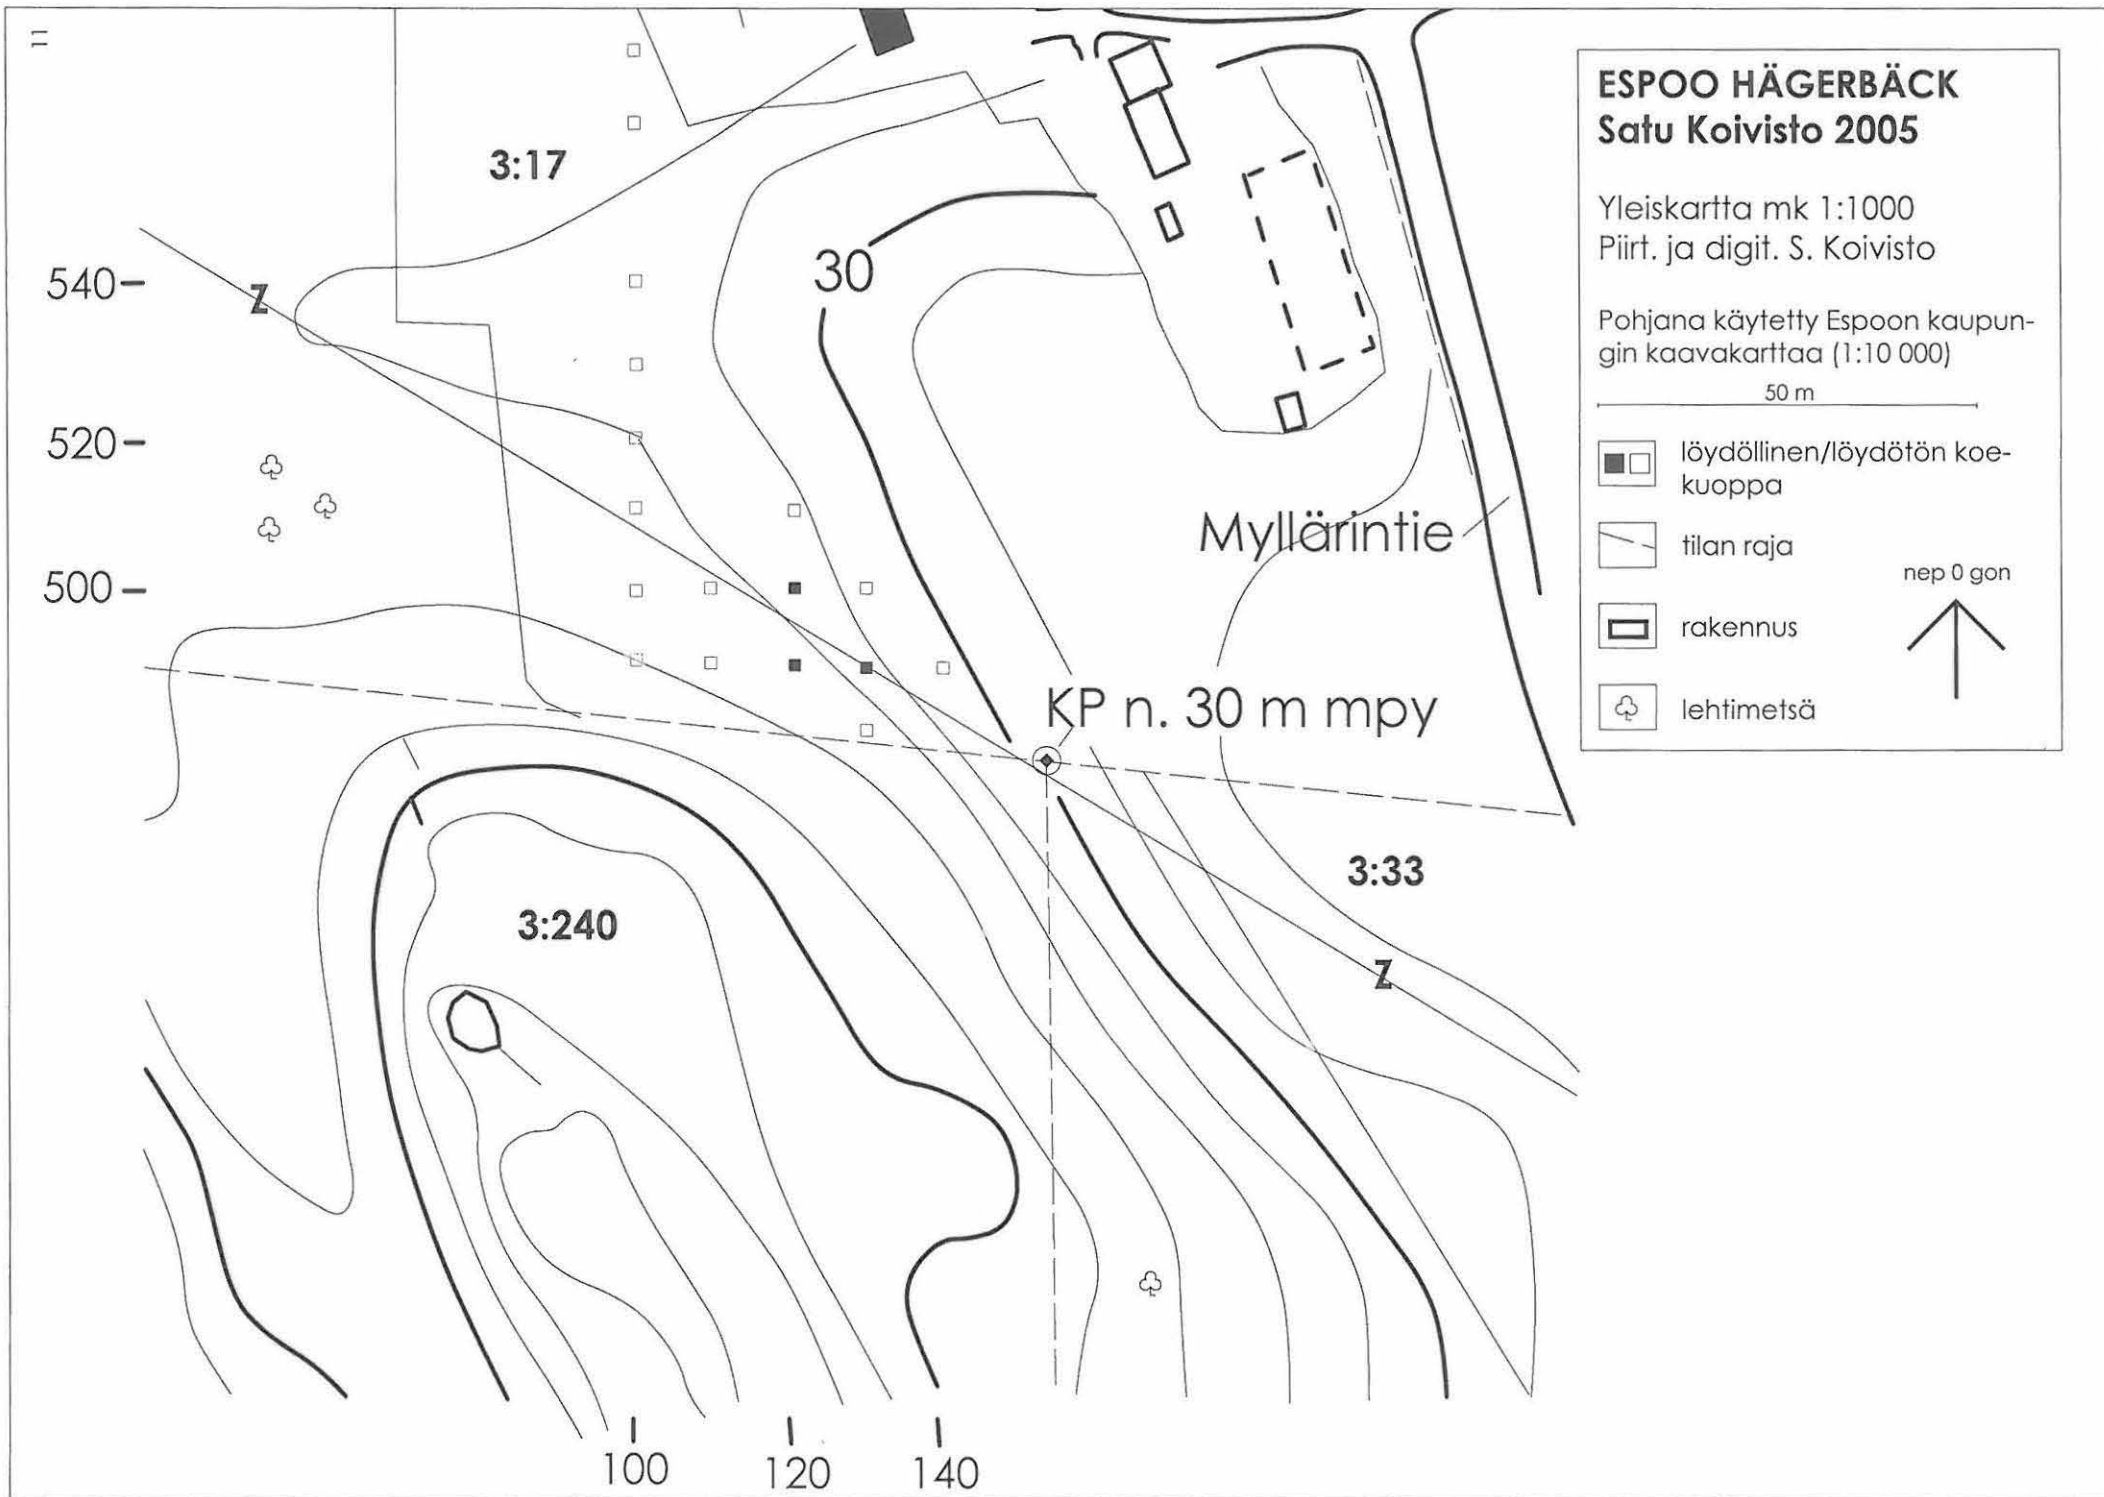 ESPOO HÄGERBÄCK
Satu Koivisto 2005
Yleiskartta mk 1:1000
Piirt. ja digit. S. Koivisto
Pohjana käytetty Espoon kaupun-
gin kaavakarttaa (1:10 000)
50 m
löydöllinen/löydötön koe-
kuoppa
tilan raja
nep 0 gon
rakennus
lehtimetsä
3:17
540
Z
30
520
Myllärintie
500
KP n. 30 m mpy
3:33
3:240
Z
100
120
140